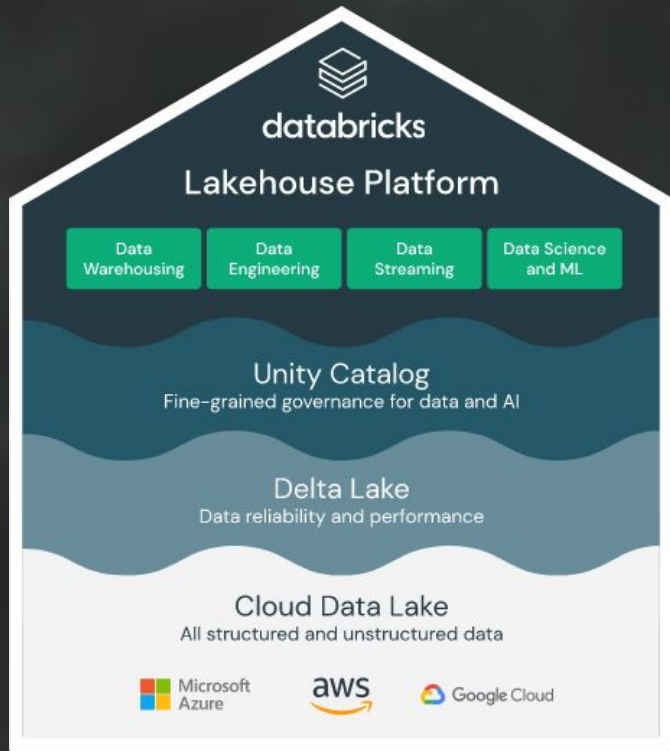 databricks
Lakehouse Platform
Data
Warehousing
Data
Engineering
Data
Streaming
Data Science
and ML
Unity Catalog
Fine-grained governance for data and AI
Delta Lake
Data reliability and performance
Cloud Data Lake
All structured and unstructured data
Microsoft
Azure
aws
Google Cloud